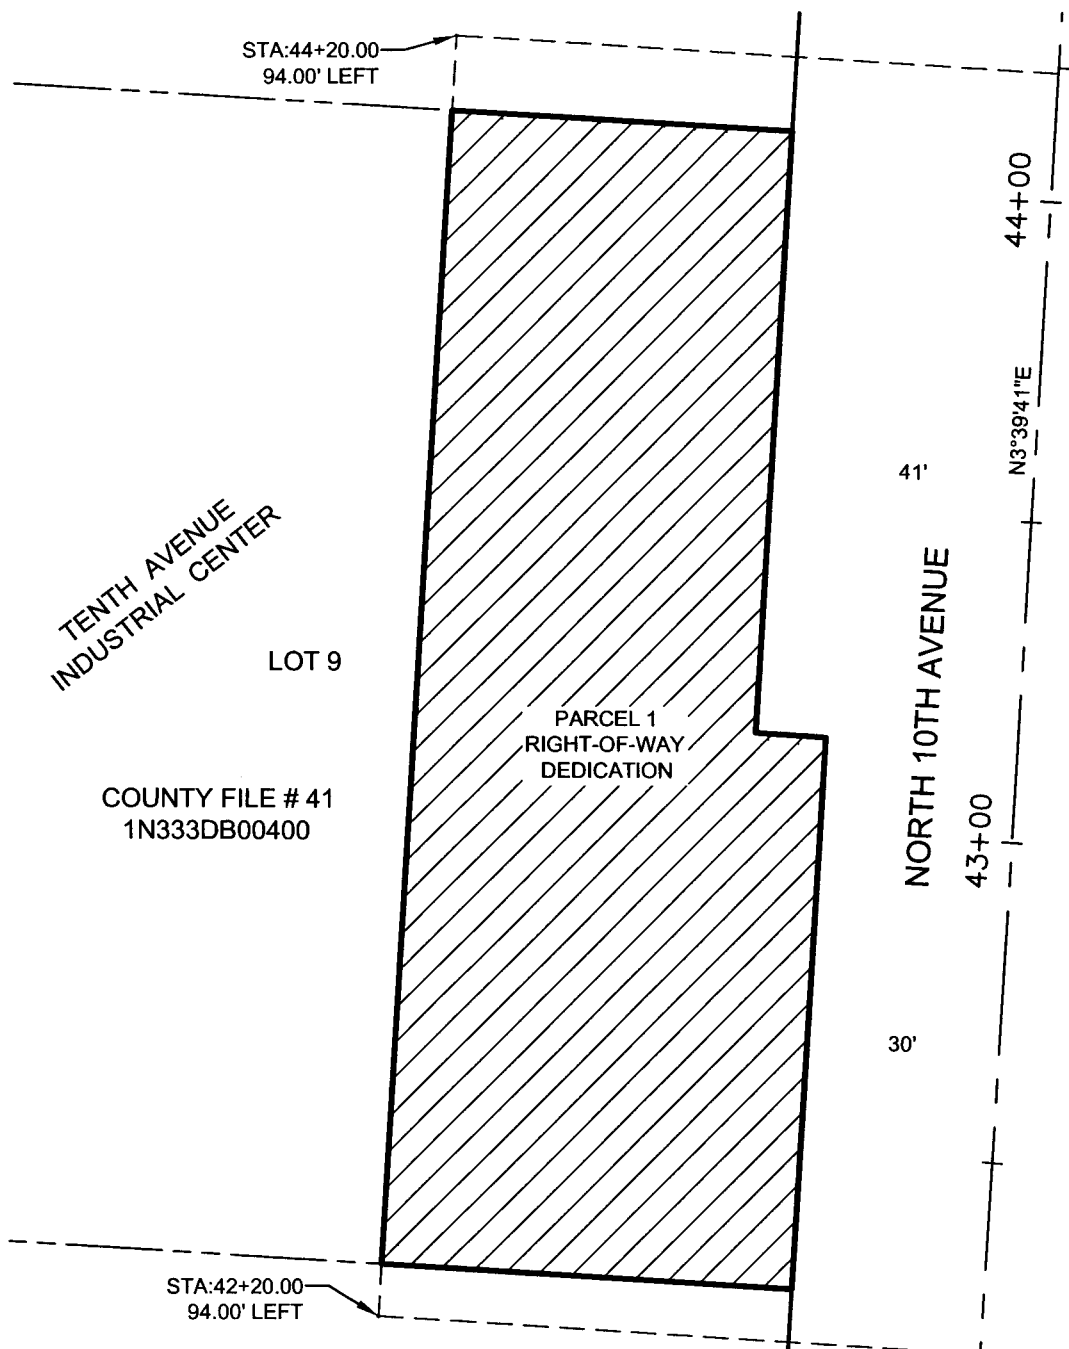 STA:44+20.00
94.00' LEFT
44+00
N3°39'41"E
41'
TENTH AVENUE
INDUSTRIAL CENTER
LOT 9
NORTH 10TH AVENUE
PARCEL 1
RIGHT-OF-WAY
DEDICATION
COUNTY FILE # 41
1N333DB00400
43+00
30'
STA:42+20.00
94.00' LEFT